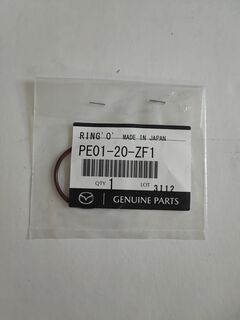 RING'O' MADE IN JAPAN
PE01-20-ZF1
QTY 1 LOT 3112
GENUINE PARTS